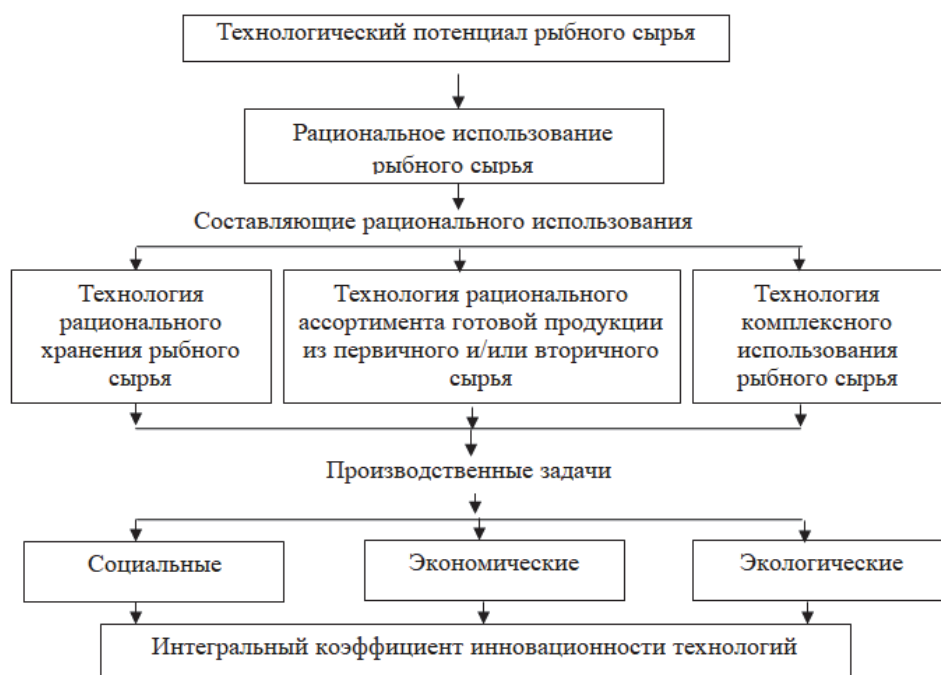 Технологический потенциал рыбного сырья
Рациональное использование
рыбного сырья
Составляющие рационального использования
Технология
рационального
хранения рыбного
сырья
Технология рационального
ассортимента готовой продукции
из первичного и/или вторичного
сырья
Технология
комплексного
использования
рыбного сырья
Производственные задачи
Социальные
Экономические
Экологические
Интегральный коэффициент инновационности технологий